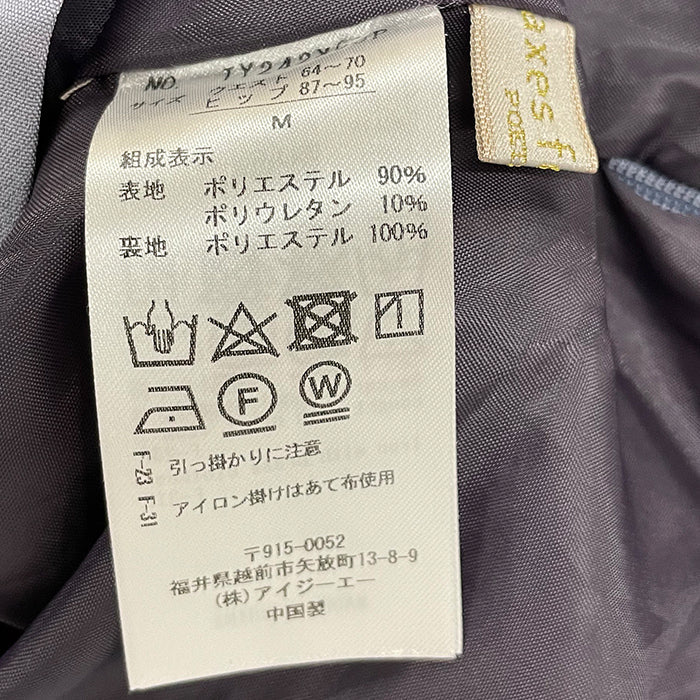 NO.
サイズ
ウエスト 64~70
ヒップ 87~95
M
組成表示
表地 ポリエステル 90%
ポリウレタン 10%
裏地 ポリエステル 100%
F
W
F-23 引っ掛かりに注意
F-31 アイロン掛けはあて布使用
〒915-0052
福井県越前市矢放町13-8-9
(株)アイジーエー
中国製
axes f